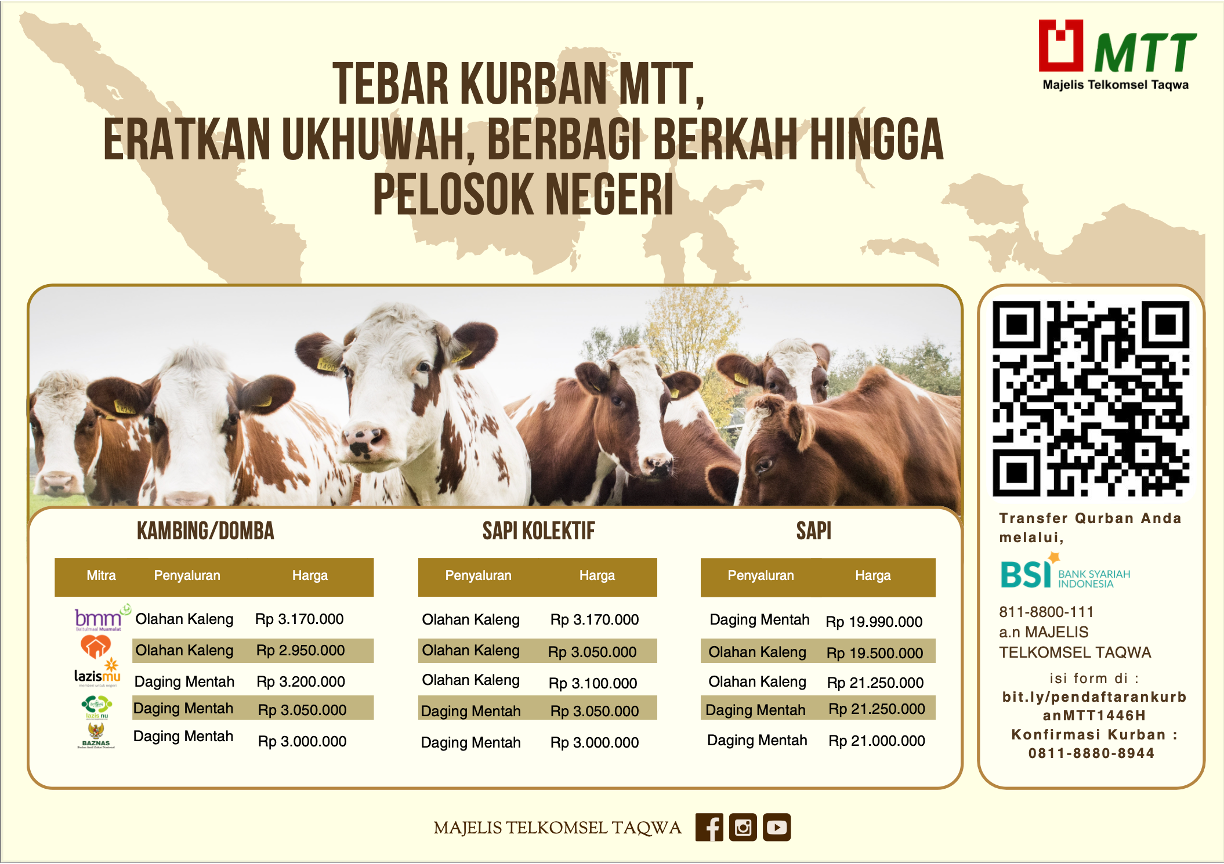 MTT
Majelis Telkomsel Taqwa
TEBAR KURBAN MTT,
ERATKAN UKHUWAH, BERBAGI BERKAH HINGGA
PELOSOK NEGERI
KAMBING/DOMBA SAPI KOLEKTIF SAPI
Mitra Penyaluran Harga Penyaluran Harga Penyaluran Harga
bmm Olahan Kaleng Rp 3.170.000 Olahan Kaleng Rp 3.170.000 Daging Mentah Rp 19.990.000
Olahan Kaleng Rp 2.950.000 Olahan Kaleng Rp 3.050.000 Olahan Kaleng Rp 19.500.000
lazismu Daging Mentah Rp 3.200.000 Olahan Kaleng Rp 3.100.000 Olahan Kaleng Rp 21.250.000
Daging Mentah Rp 3.050.000 Daging Mentah Rp 3.050.000 Daging Mentah Rp 21.250.000
BAZNAS Daging Mentah Rp 3.000.000 Daging Mentah Rp 3.000.000 Daging Mentah Rp 21.000.000
Transfer Qurban Anda
melalui,
BSI BANK SYARIAH
INDONESIA
811-8800-111
a.n MAJELIS
TELKOMSEL TAQWA
isi form di :
bit.ly/pendaftarankurb
anMTT1446H
Konfirmasi Kurban :
0811-8880-8944
MAJELIS TELKOMSEL TAQWA